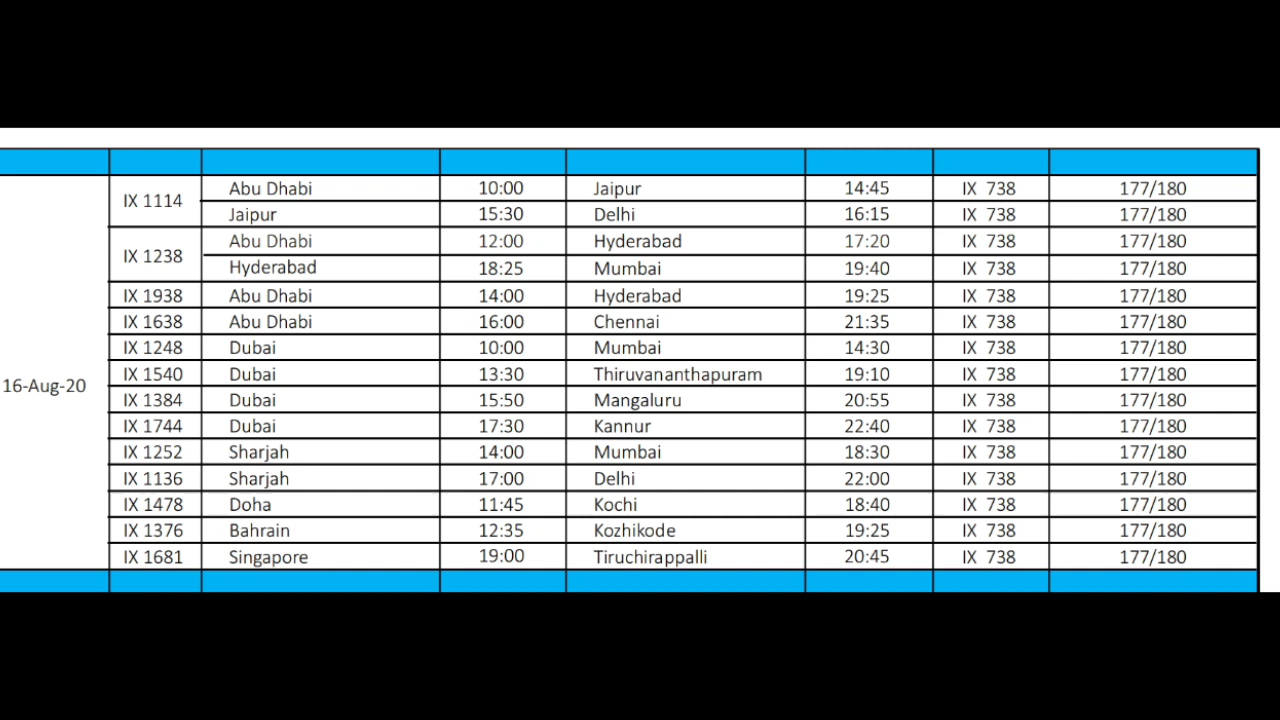 IX 1114 Abu Dhabi 10:00 Jaipur 14:45 IX 738 177/180
Jaipur 15:30 Delhi 16:15 IX 738 177/180
IX 1238 Abu Dhabi 12:00 Hyderabad 17:20 IX 738 177/180
Hyderabad 18:25 Mumbai 19:40 IX 738 177/180
IX 1938 Abu Dhabi 14:00 Hyderabad 19:25 IX 738 177/180
IX 1638 Abu Dhabi 16:00 Chennai 21:35 IX 738 177/180
IX 1248 Dubai 10:00 Mumbai 14:30 IX 738 177/180
IX 1540 Dubai 13:30 Thiruvananthapuram 19:10 IX 738 177/180
16-Aug-20 IX 1384 Dubai 15:50 Mangaluru 20:55 IX 738 177/180
IX 1744 Dubai 17:30 Kannur 22:40 IX 738 177/180
IX 1252 Sharjah 14:00 Mumbai 18:30 IX 738 177/180
IX 1136 Sharjah 17:00 Delhi 22:00 IX 738 177/180
IX 1478 Doha 11:45 Kochi 18:40 IX 738 177/180
IX 1376 Bahrain 12:35 Kozhikode 19:25 IX 738 177/180
IX 1681 Singapore 19:00 Tiruchirappalli 20:45 IX 738 177/180